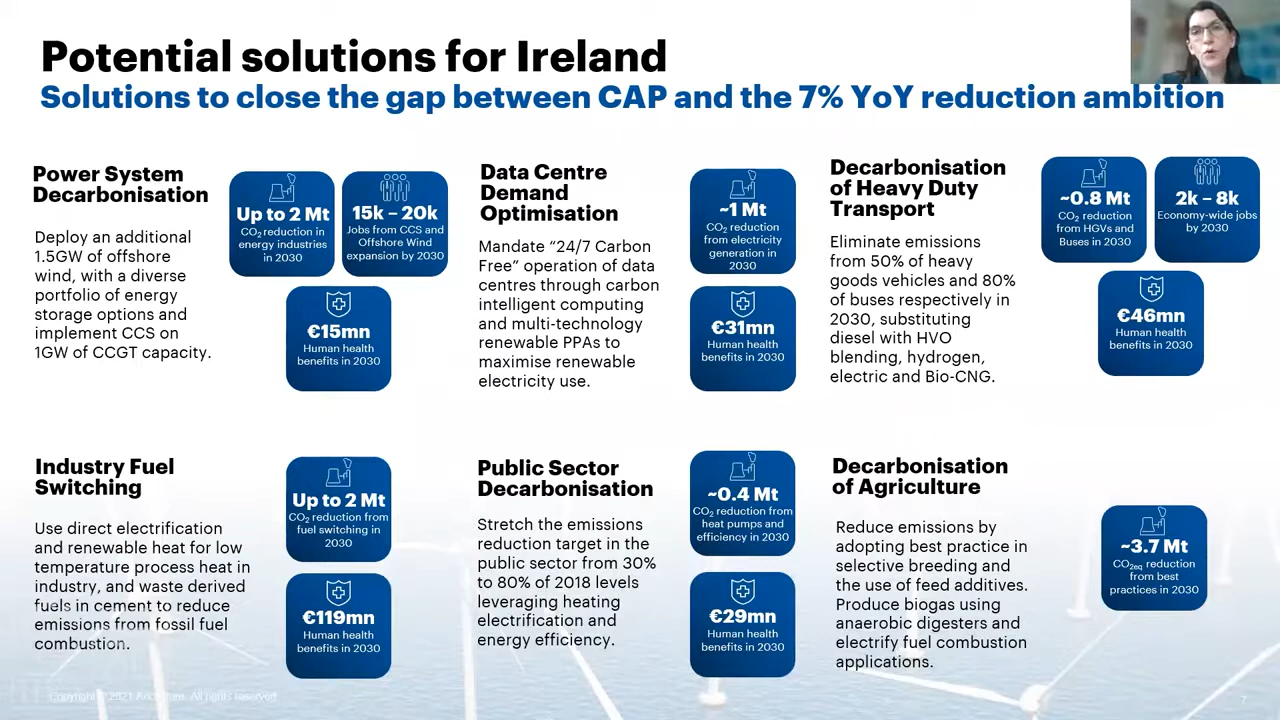 Potential solutions for Ireland
Solutions to close the gap between CAP and the 7% YoY reduction ambition
Power System
Decarbonisation
Deploy an additional
1.5GW of offshore
wind, with a diverse
portfolio of energy
storage options and
implement CCS on
1GW of CCGT capacity.
Up to 2 Mt
CO₂ reduction in
energy industries
in 2030
15k – 20k
Jobs from CCS and
Offshore Wind
expansion by 2030
€15mn
Human health
benefits in 2030
Data Centre
Demand
Optimisation
Mandate “24/7 Carbon
Free” operation of data
centres through carbon
intelligent computing
and multi-technology
renewable PPAs to
maximise renewable
electricity use.
~1 Mt
CO₂ reduction
from electricity
generation in
2030
€31mn
Human health
benefits in 2030
Decarbonisation
of Heavy Duty
Transport
Eliminate emissions
from 50% of heavy
goods vehicles and 80%
of buses respectively in
2030, substituting
diesel with HVO
blending, hydrogen,
electric and Bio-CNG.
~0.8 Mt
CO₂ reduction
from HGVs and
Buses in 2030
2k – 8k
Economy-wide jobs
by 2030
€46mn
Human health
benefits in 2030
Industry Fuel
Switching
Use direct electrification
and renewable heat for low
temperature process heat in
industry, and waste derived
fuels in cement to reduce
emissions from fossil fuel
combustion.
Up to 2 Mt
CO₂ reduction from
fuel switching in
2030
€119mn
Human health
benefits in 2030
Public Sector
Decarbonisation
Stretch the emissions
reduction target in the
public sector from 30%
to 80% of 2018 levels
leveraging heating
electrification and
energy efficiency.
~0.4 Mt
CO₂ reduction from
heat pumps and
efficiency in 2030
€29mn
Human health
benefits in 2030
Decarbonisation
of Agriculture
Reduce emissions by
adopting best practice in
selective breeding and
the use of feed additives.
Produce biogas using
anaerobic digesters and
electrify fuel combustion
applications.
~3.7 Mt
CO₂eq reduction
from best
practices in 2030
Copyright © 2021 Accenture. All rights reserved
7